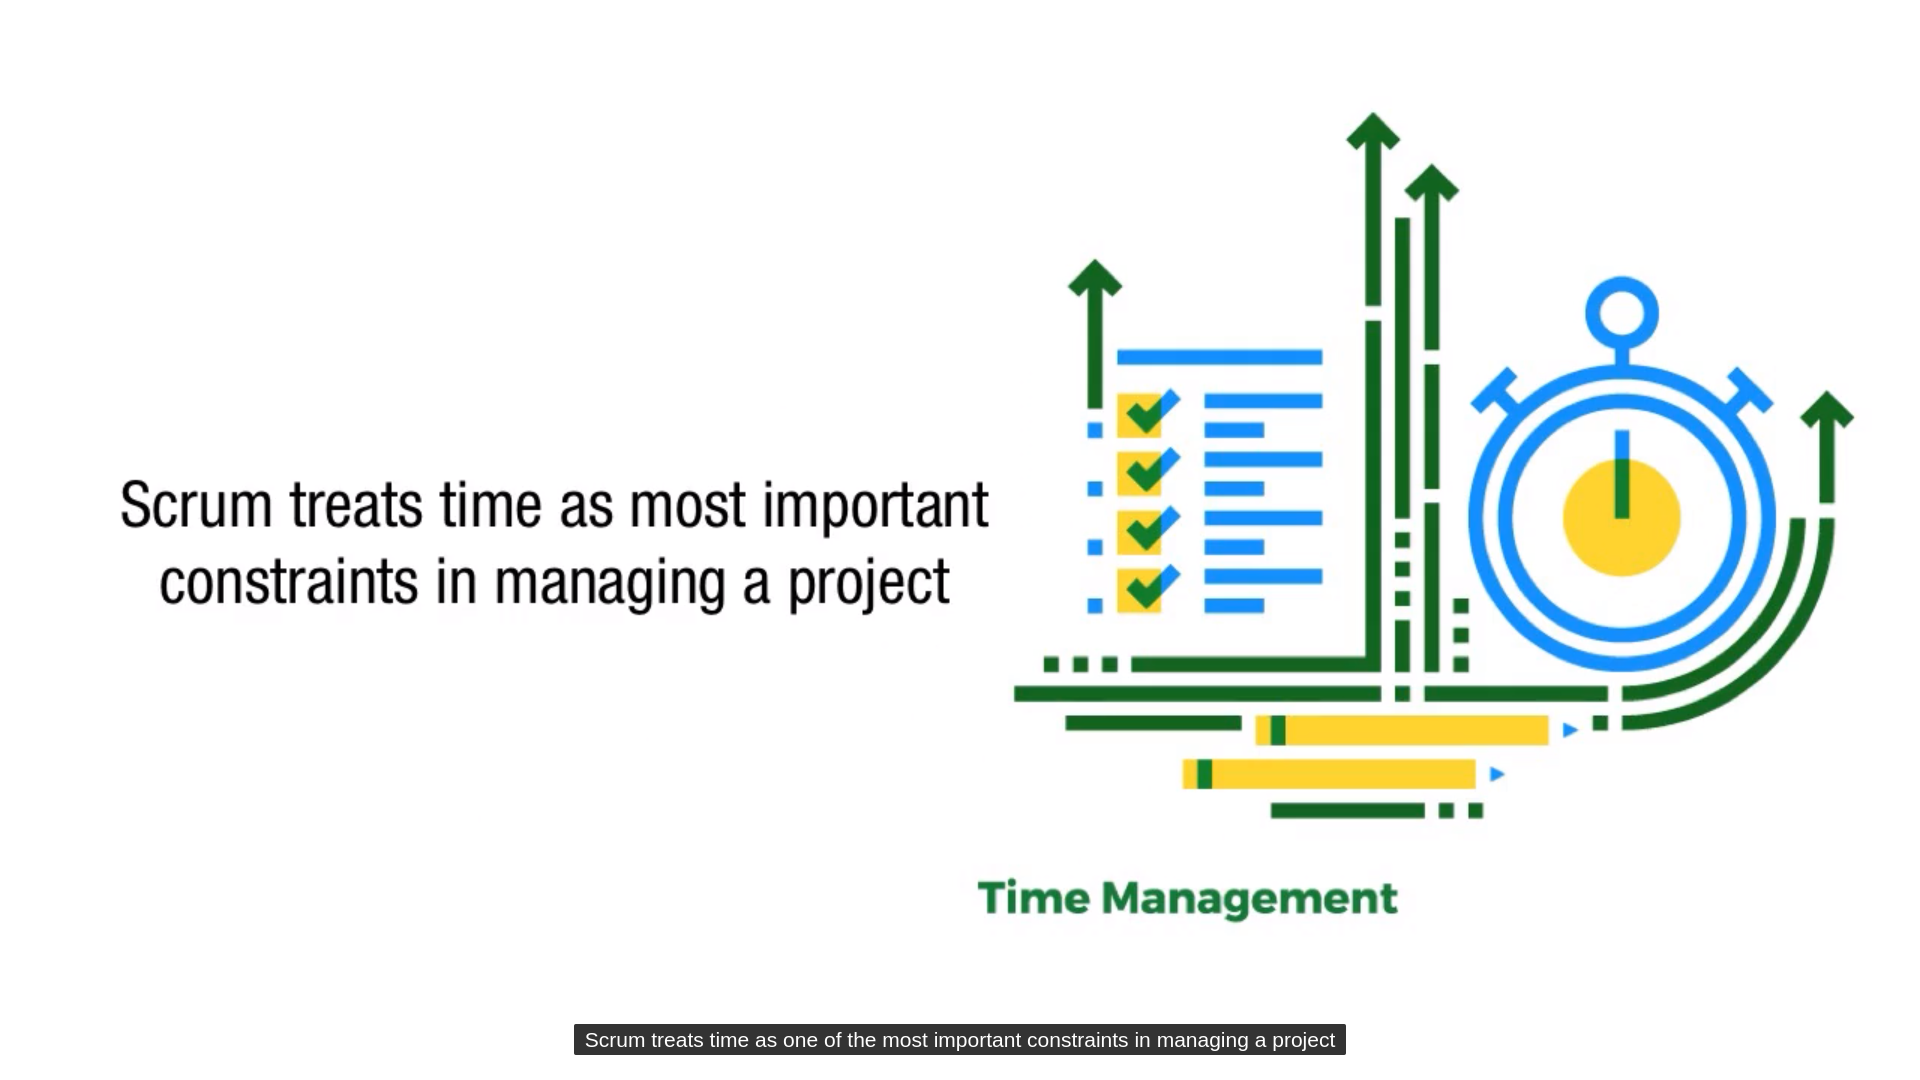 Scrum treats time as most important
constraints in managing a project
Time Management
Scrum treats time as one of the most important constraints in managing a project